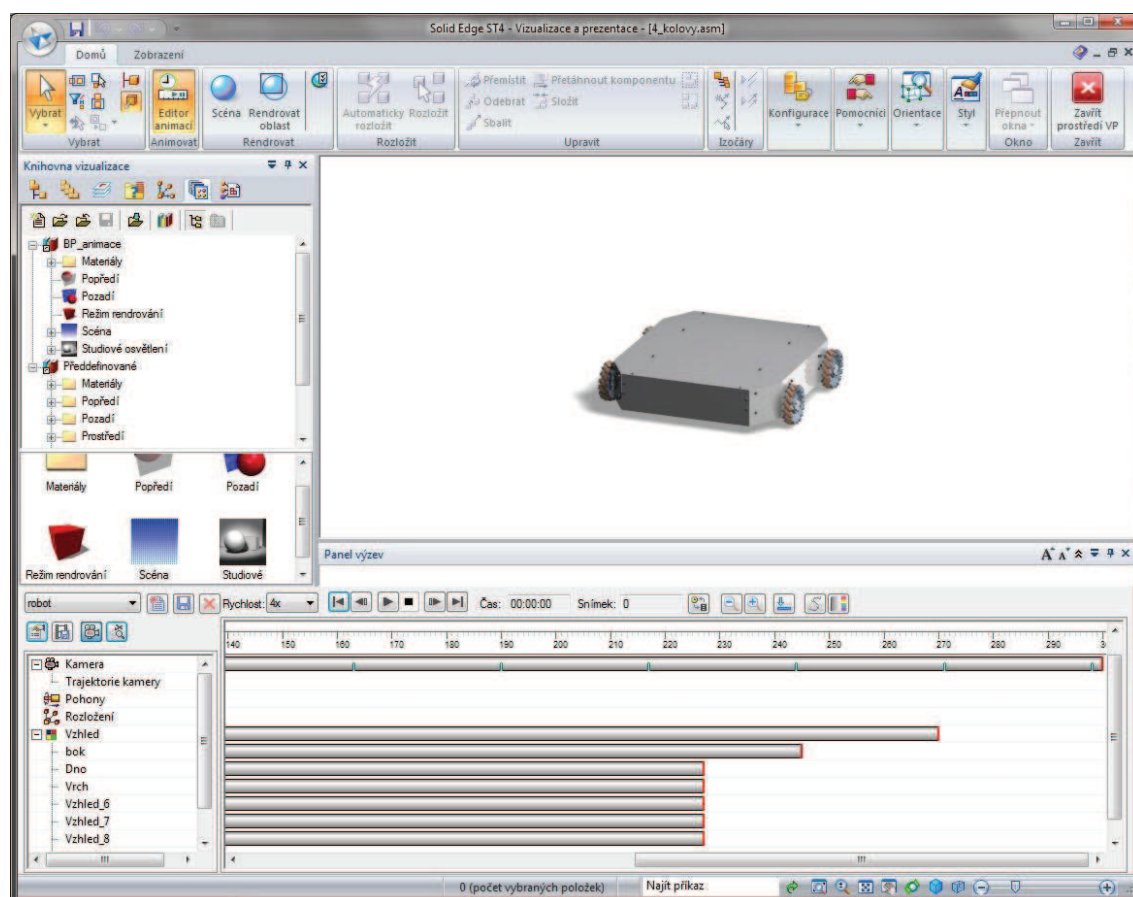 Solid Edge ST4 - Vizualizace a prezentace - [4_kolovy.asm]
Domů Zobrazení
Vybrat
Editor animací
Scéna
Rendrovat oblast
Automaticky rozložit
Rozložit
Přemístit
Přetáhnout komponentu
Odebrat
Složit
Sbalit
Konfigurace
Pomocníci
Orientace
Styl
Přepnout okna
Zavřít prostředí VP
Vybrat Animovat Rendrovat Rozložit Upravit Izočáry Okno Zavřít
Knihovna vizualizace
BP_animace
Materiály
Popředí
Pozadí
Režim rendrování
Scéna
Studiové osvětlení
Předdefinované
Materiály
Popředí
Pozadí
Prostředí
Materiály Popředí Pozadí
Režim rendrování Scéna Studiové
Panel výzev
robot Rychlost: 4x Čas: 00:00:00 Snímek: 0
140 150 160 170 180 190 200 210 220 230 240 250 260 270 280 290 3
Kamera
Trajektorie kamery
Pohony
Rozložení
Vzhled
bok
Dno
Vrch
Vzhled_6
Vzhled_7
Vzhled_8
0 (počet vybraných položek) Najít příkaz